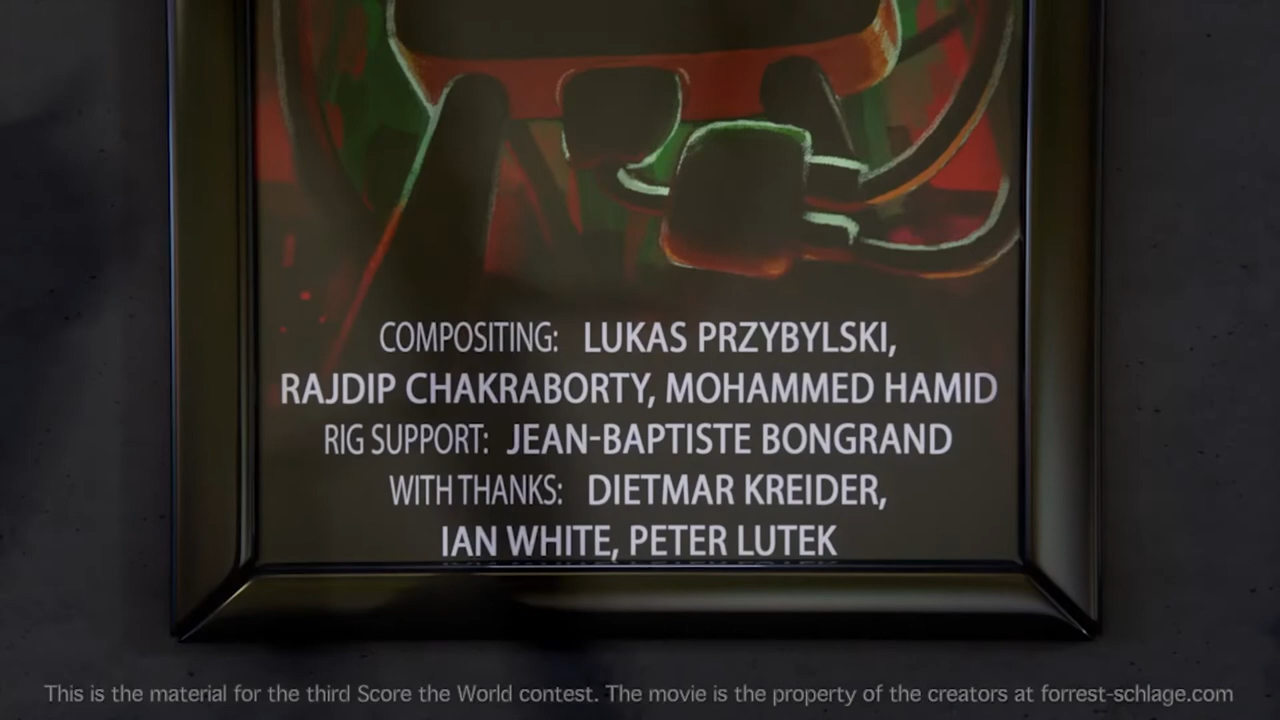 COMPOSITING: LUKAS PRZYBYLSKI,
RAJDIP CHAKRABORTY, MOHAMMED HAMID
RIG SUPPORT: JEAN-BAPTISTE BONGRAND
WITH THANKS: DIETMAR KREIDER,
IAN WHITE, PETER LUTEK
This is the material for the third Score the World contest. The movie is the property of the creators at forrest-schlage.com